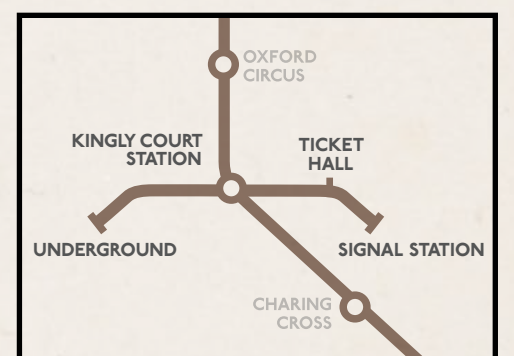 OXFORD
CIRCUS
KINGLY COURT
STATION
TICKET
HALL
UNDERGROUND
SIGNAL STATION
CHARING
CROSS